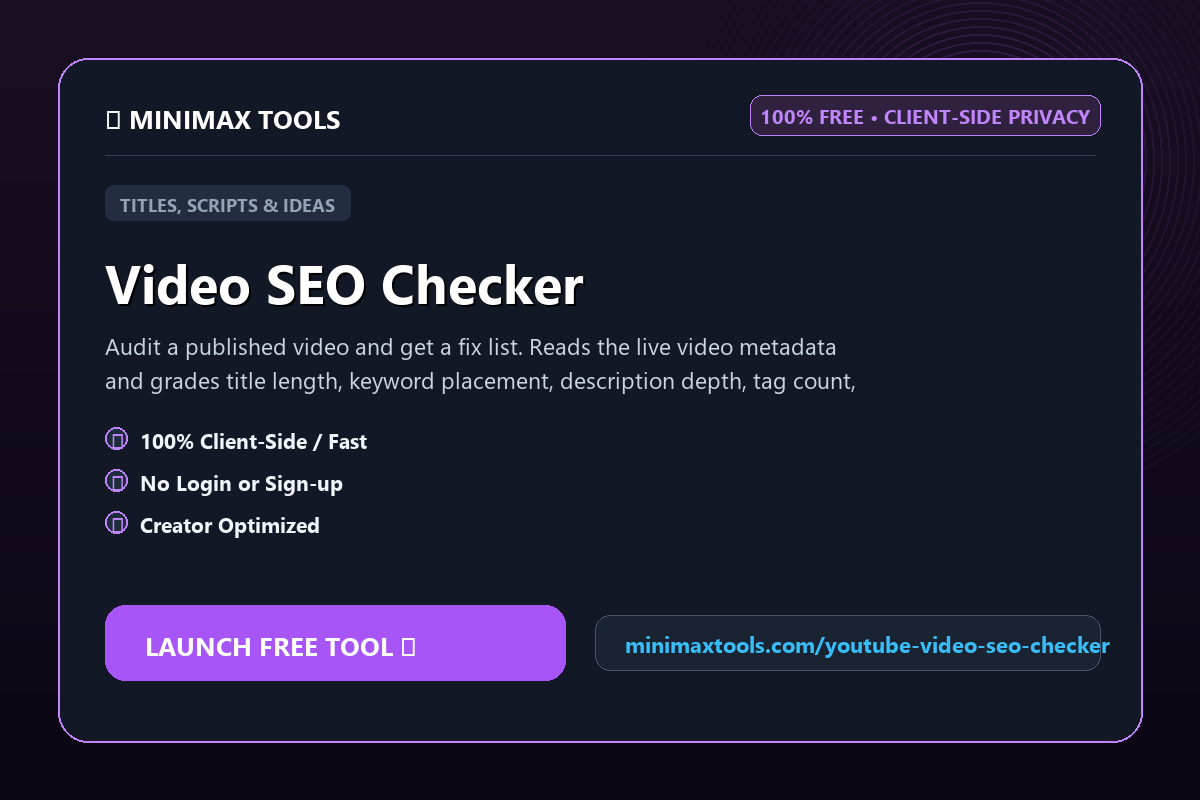 MINIMAX TOOLS
100% FREE • CLIENT-SIDE PRIVACY
TITLES, SCRIPTS & IDEAS
Video SEO Checker
Audit a published video and get a fix list. Reads the live video metadata
and grades title length, keyword placement, description depth, tag count,
100% Client-Side / Fast
No Login or Sign-up
Creator Optimized
LAUNCH FREE TOOL
minimaxtools.com/youtube-video-seo-checker